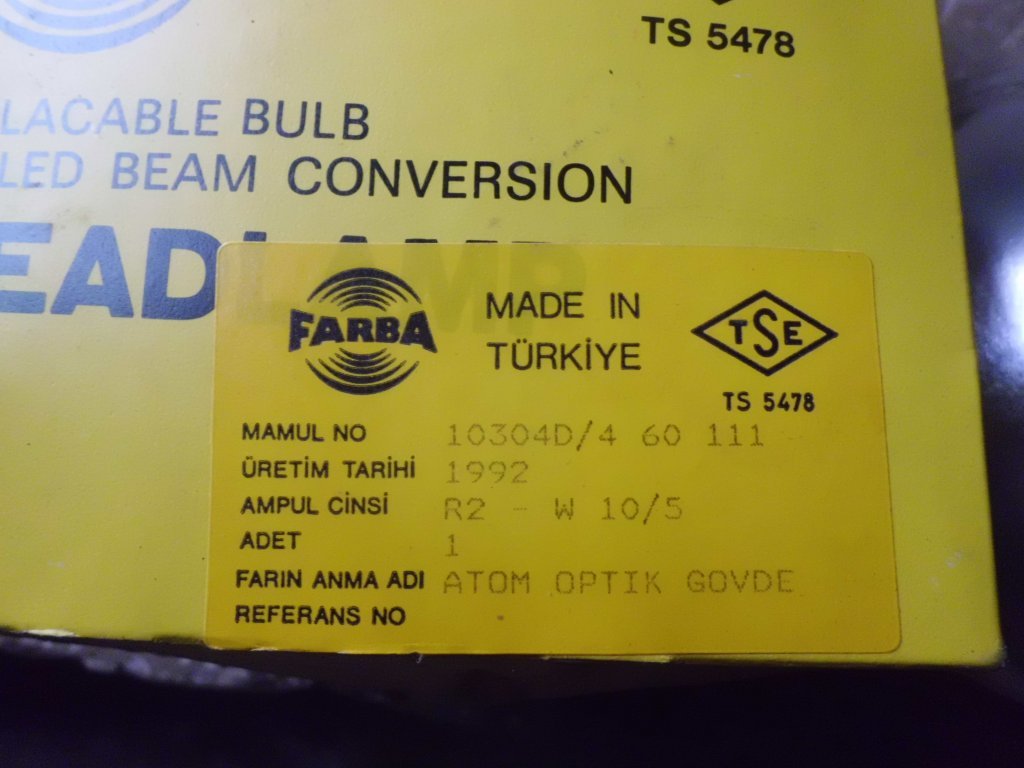 TS 5478
LACABLE BULB
LED BEAM CONVERSION
EADLAMP
FARBA
MADE IN
TÜRKİYE
TSE
TS 5478
MAMUL NO 10304D/4 60 111
ÜRETİM TARİHİ 1992
AMPUL CİNSİ R2 - W 10/5
ADET 1
FARIN ANMA ADI ATOM OPTIK GOVDE
REFERANS NO